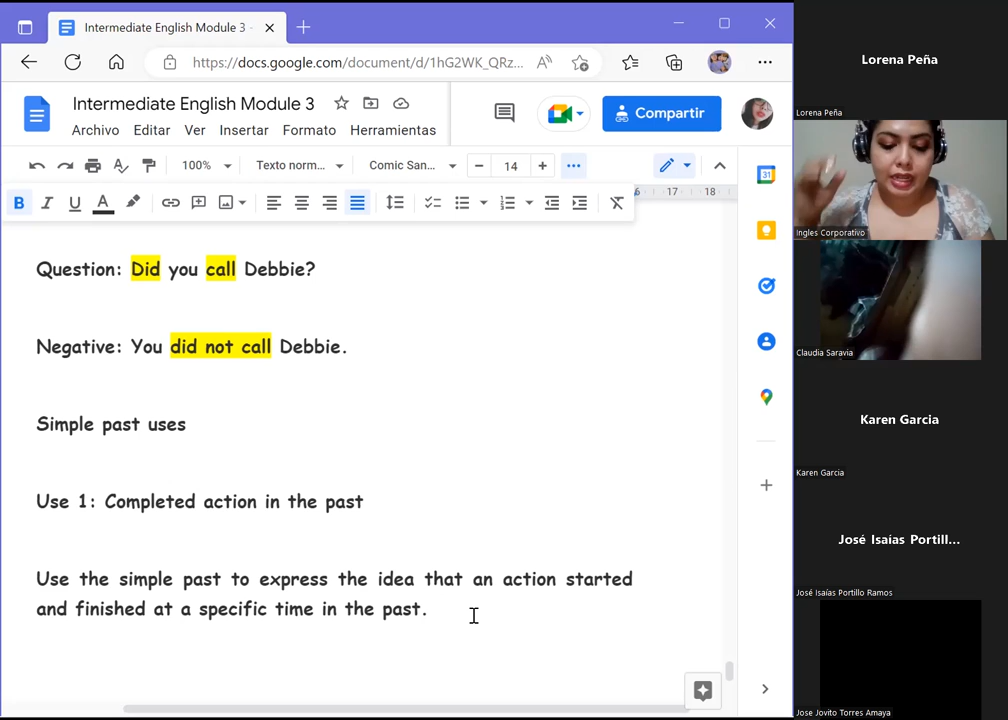 Intermediate English Module 3 -
https://docs.google.com/document/d/1hG2WK_QRz...
Intermediate English Module 3
Archivo Editar Ver Insertar Formato Herramientas
Compartir
100% Texto norm... Comic San... 14
B I U A
6 17 18
31
Question: Did you call Debbie?
Negative: You did not call Debbie.
Simple past uses
Use 1: Completed action in the past
Use the simple past to express the idea that an action started
and finished at a specific time in the past.
Lorena Peña
Lorena Peña
Ingles Corporativo
Claudia Saravia
Karen Garcia
Karen Garcia
José Isaías Portill...
José Isaías Portillo Ramos
Jose Jovito Torres Amaya